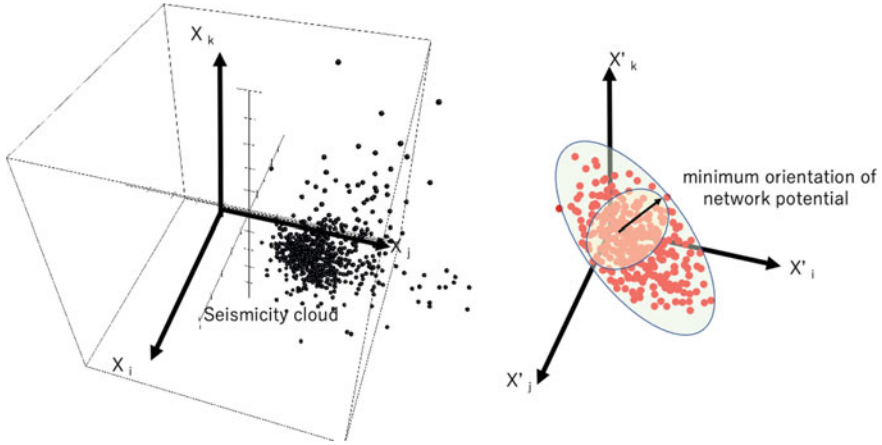 X k
X j
Seismicity cloud
X i
X' k
minimum orientation of
network potential
X' i
X' j